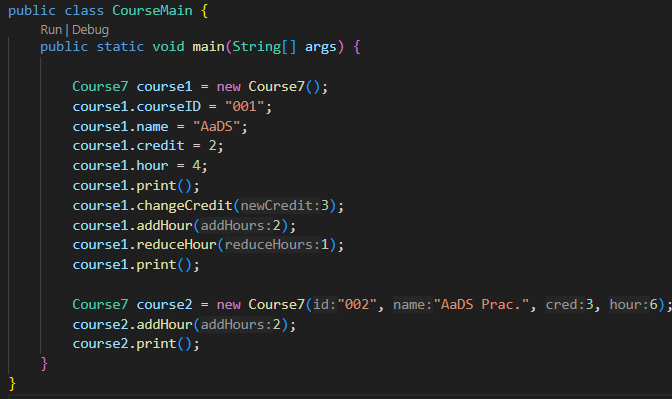 public class CourseMain {
Run | Debug
public static void main(String[] args) {
Course7 course1 = new Course7();
course1.courseID = "001";
course1.name = "AaDS";
course1.credit = 2;
course1.hour = 4;
course1.print();
course1.changeCredit(newCredit:3);
course1.addHour(addHours:2);
course1.reduceHour(reduceHours:1);
course1.print();
Course7 course2 = new Course7(id:"002", name:"AaDS Prac.", cred:3, hour:6);
course2.addHour(addHours:2);
course2.print();
}
}